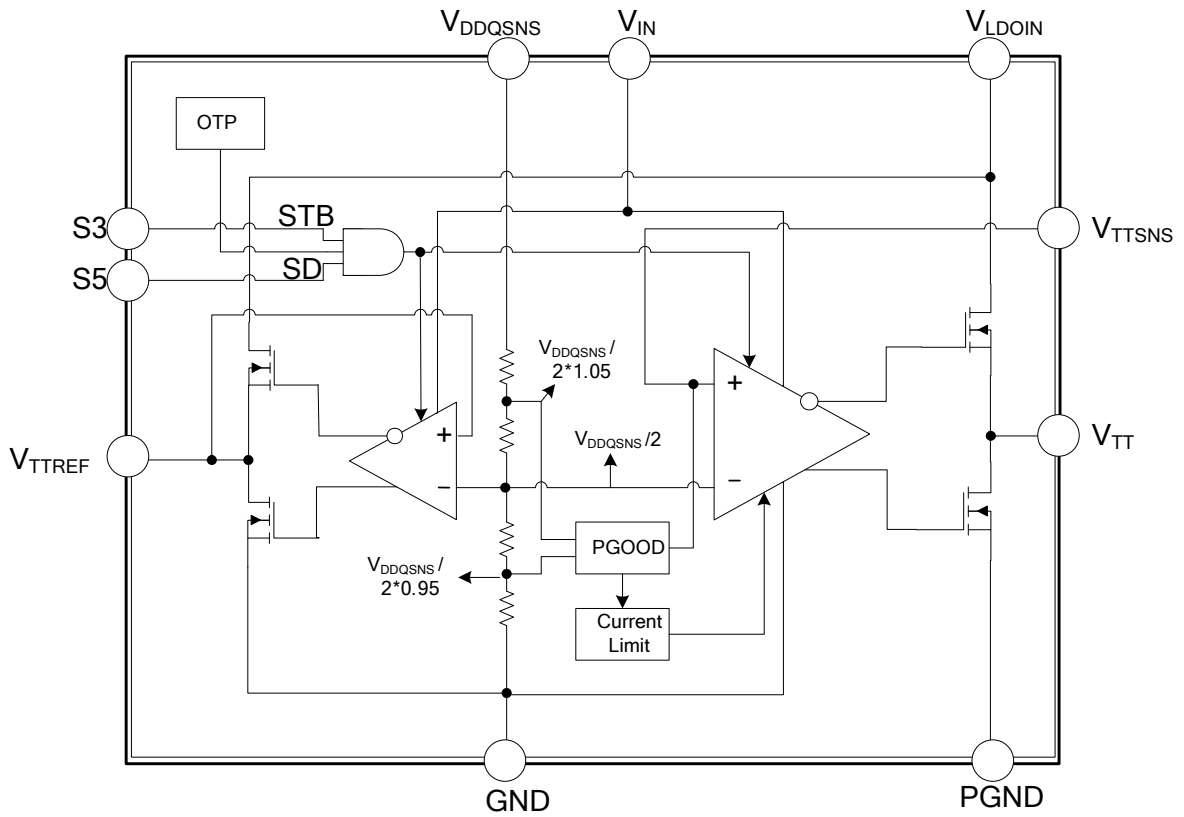 VDDQSNS
VIN
VLDOIN
OTP
S3
STB
VTTSNS
S5
SD
VDDQSNS/
2*1.05
+
+
VDDQSNS/2
VTTREF
VTT
−
−
PGOOD
VDDQSNS/
2*0.95
Current
Limit
GND
PGND